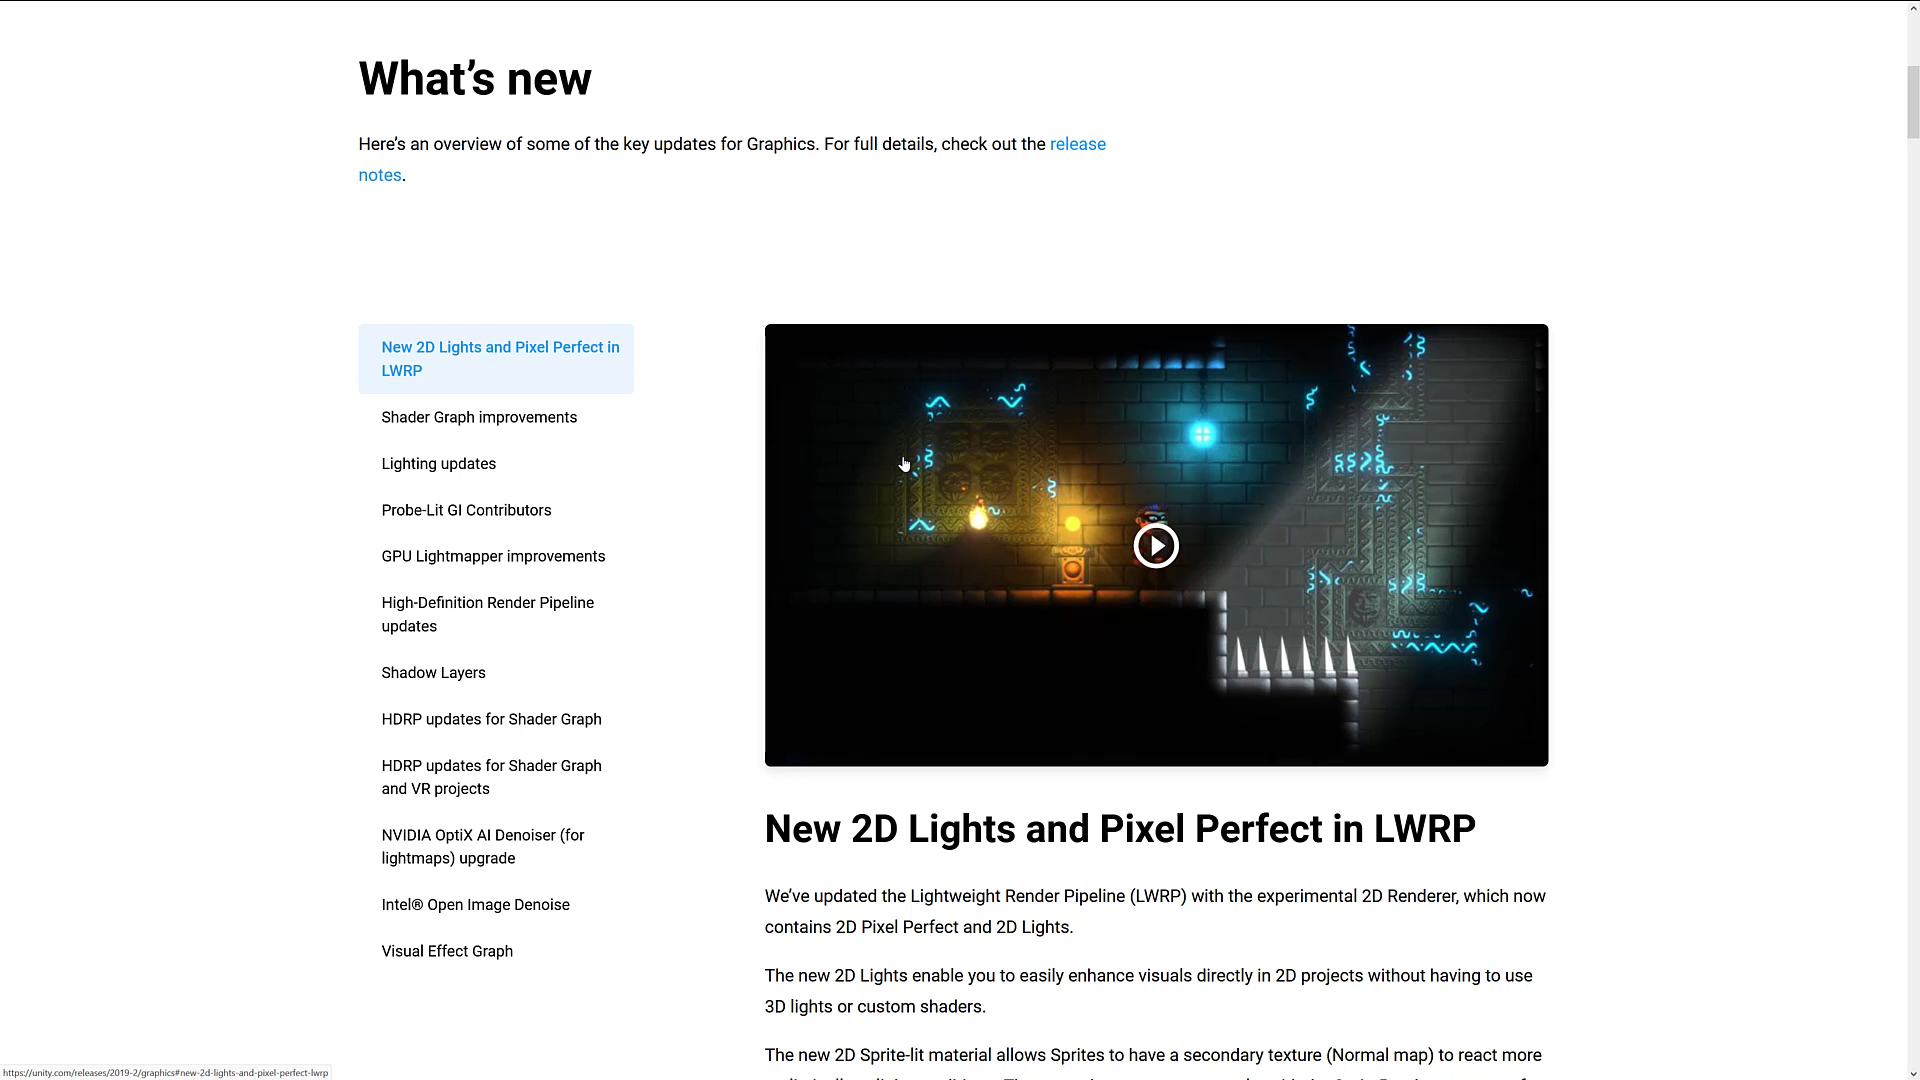 What’s new
Here’s an overview of some of the key updates for Graphics. For full details, check out the release
notes.
New 2D Lights and Pixel Perfect in
LWRP
Shader Graph improvements
Lighting updates
Probe-Lit GI Contributors
GPU Lightmapper improvements
High-Definition Render Pipeline
updates
Shadow Layers
HDRP updates for Shader Graph
HDRP updates for Shader Graph
and VR projects
NVIDIA OptiX AI Denoiser (for
lightmaps) upgrade
Intel® Open Image Denoise
Visual Effect Graph
New 2D Lights and Pixel Perfect in LWRP
We’ve updated the Lightweight Render Pipeline (LWRP) with the experimental 2D Renderer, which now
contains 2D Pixel Perfect and 2D Lights.
The new 2D Lights enable you to easily enhance visuals directly in 2D projects without having to use
3D lights or custom shaders.
The new 2D Sprite-lit material allows Sprites to have a secondary texture (Normal map) to react more
https://unity.com/releases/2019-2/graphics#new-2d-lights-and-pixel-perfect-lwrp